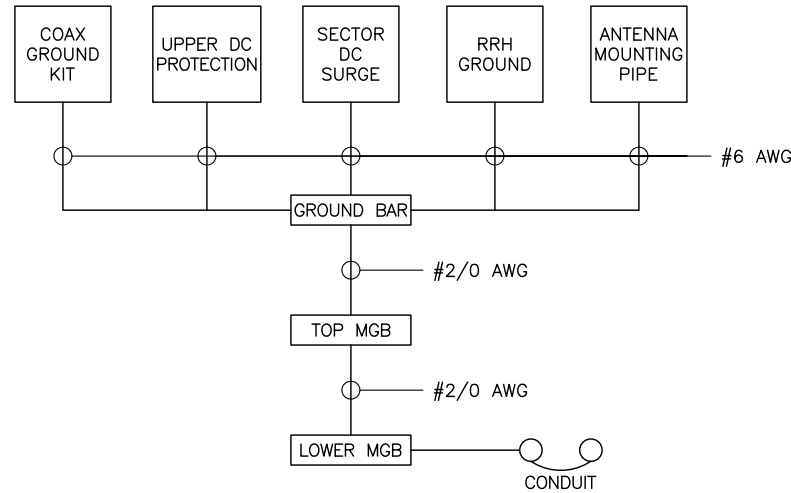 COAX
GROUND
KIT
UPPER DC
PROTECTION
SECTOR
DC
SURGE
RRH
GROUND
ANTENNA
MOUNTING
PIPE
#6 AWG
GROUND BAR
#2/0 AWG
TOP MGB
#2/0 AWG
LOWER MGB
CONDUIT